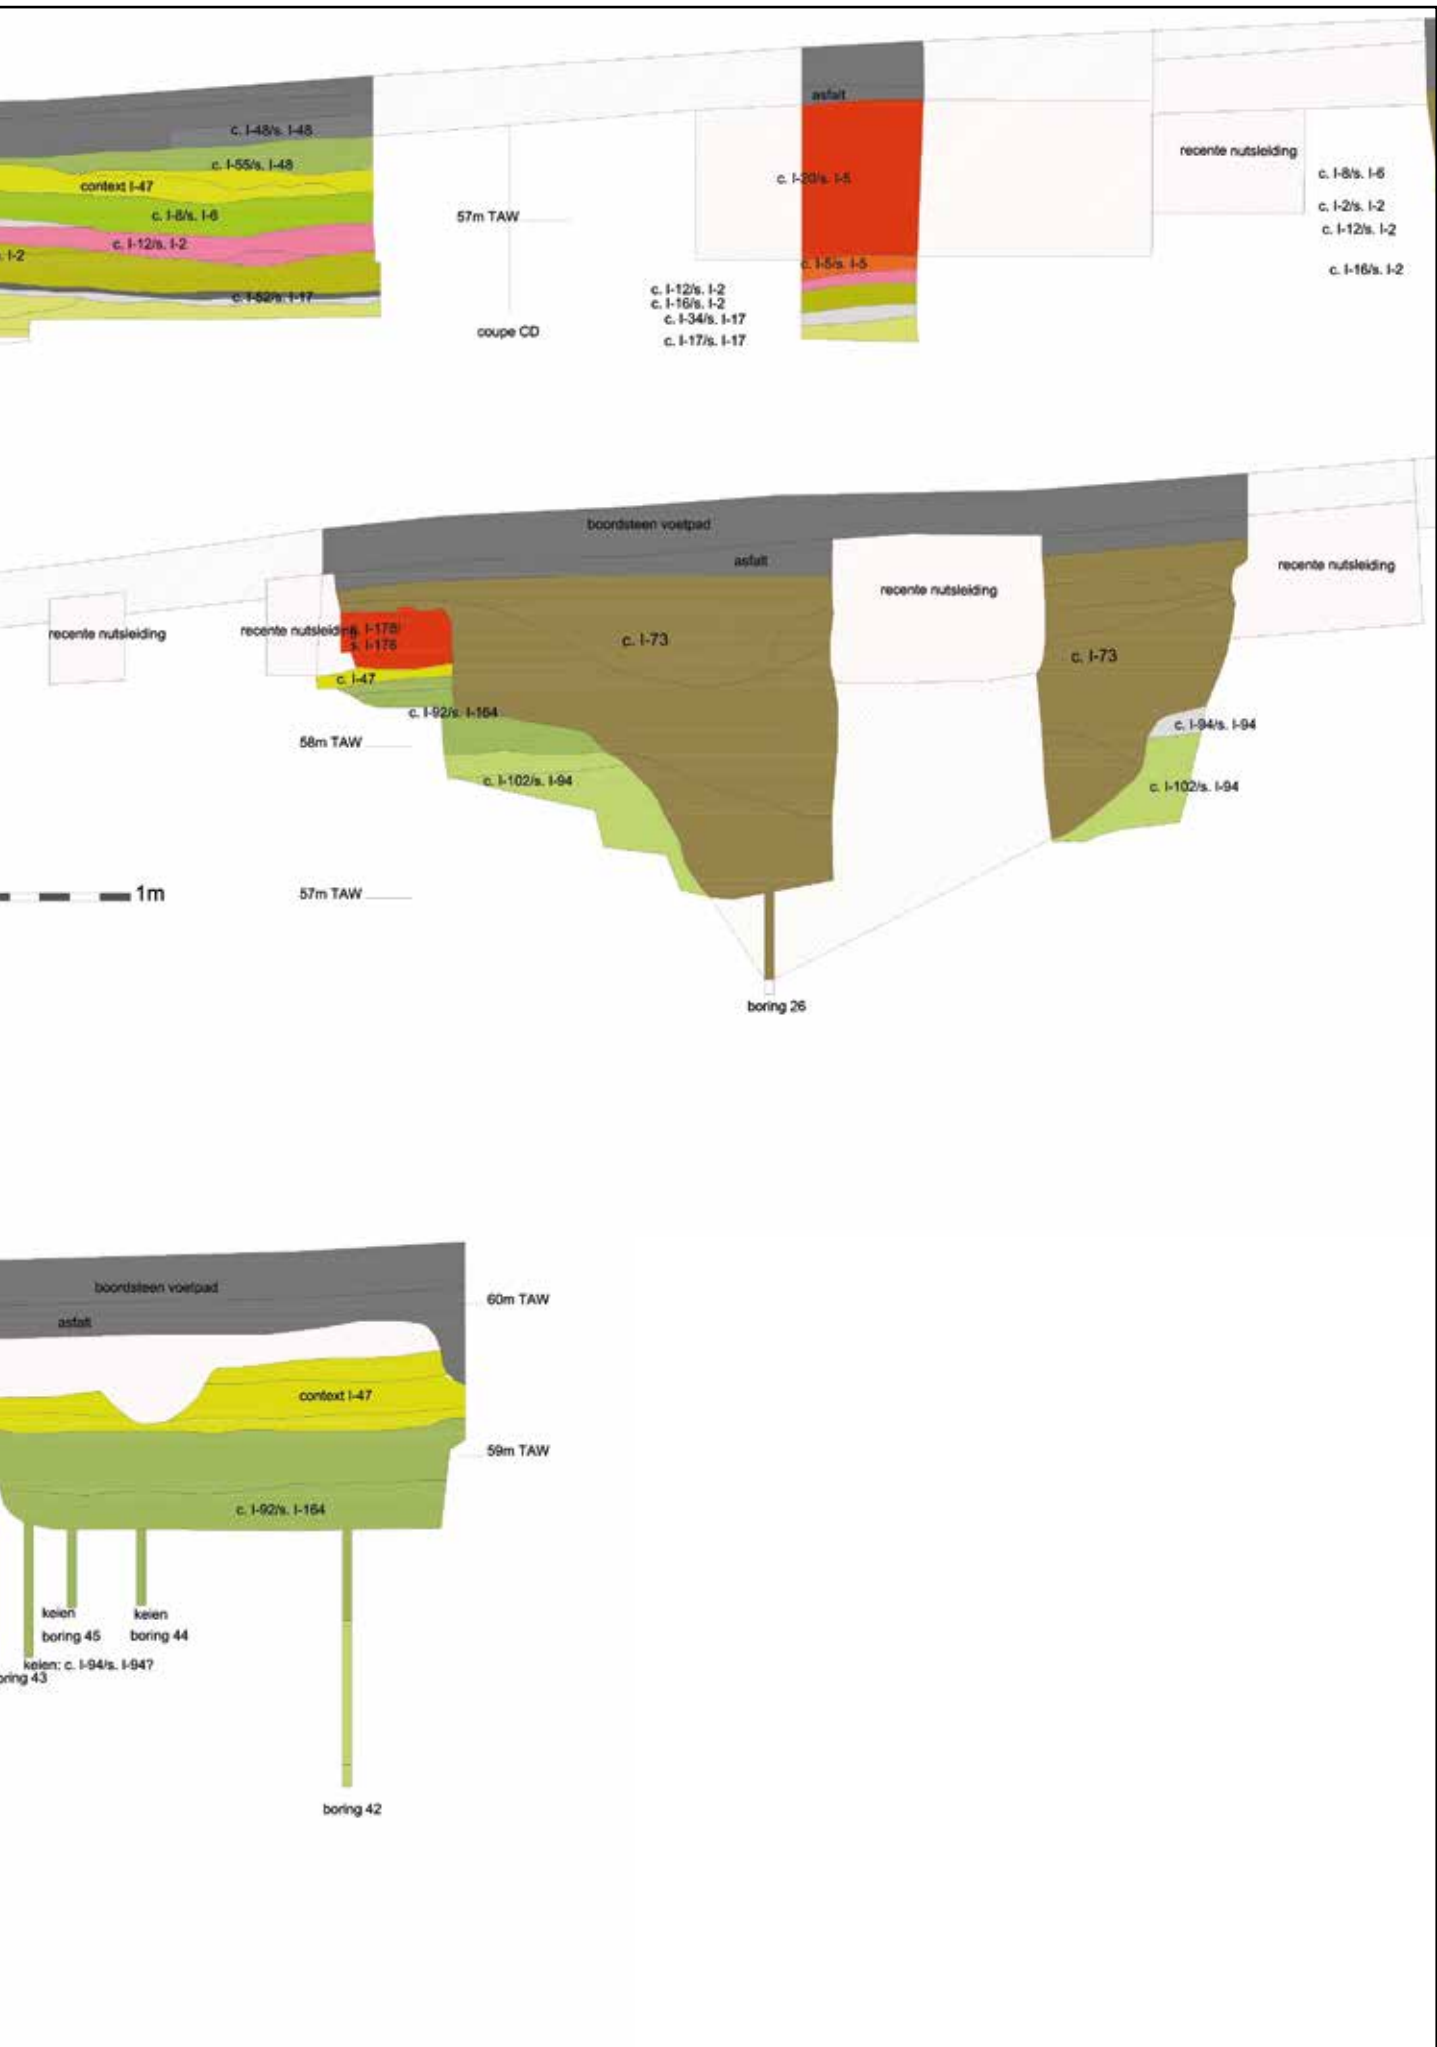 asfalt
c. I-48/s. I-48
c. I-55/s. I-48
context I-47
c. I-8/s. I-6
c. I-12/s. I-2
. I-2
c. I-52/s. I-17
57m TAW
coupe CD
c. I-20/s. I-5
c. I-5/s. I-5
c. I-12/s. I-2
c. I-16/s. I-2
c. I-34/s. I-17
c. I-17/s. I-17
recente nutsleiding
c. I-8/s. I-6
c. I-2/s. I-2
c. I-12/s. I-2
c. I-16/s. I-2
boordsteen voetpad
asfalt
recente nutsleiding
recente nutsleiding
recente nutsleiding
recente nutsleiding
I-178/
s. I-178
c. I-47
c. I-73
c. I-73
c. I-92/s. I-164
c. I-94/s. I-94
58m TAW
c. I-102/s. I-94
c. I-102/s. I-94
1m
57m TAW
boring 26
boordsteen voetpad
asfalt
60m TAW
context I-47
59m TAW
c. I-92/s. I-164
keien
boring 45
keien
boring 44
keien: c. I-94/s. I-94?
oring 43
boring 42